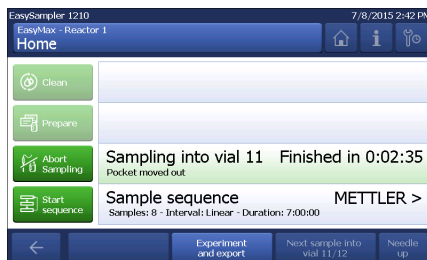 EasySampler 1210
7/8/2015 2:42 PM
EasyMax - Reactor 1
Home
Clean
Prepare
Abort
Sampling
Sampling into vial 11 Finished in 0:02:35
Pocket moved out
Start
sequence
Sample sequence METTLER >
Samples: 8 - Interval: Linear - Duration: 7:00:00
Experiment
and export
Next sample into
vial 11/12
Needle
up